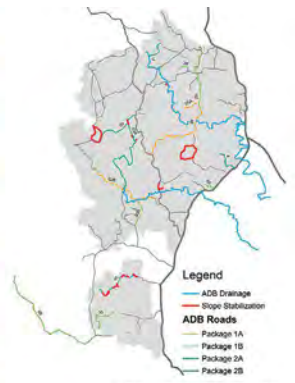 Legend
ADB Drainage
Slope Stabilization
ADB Roads
Package 1A
Package 1B
Package 2A
Package 2B